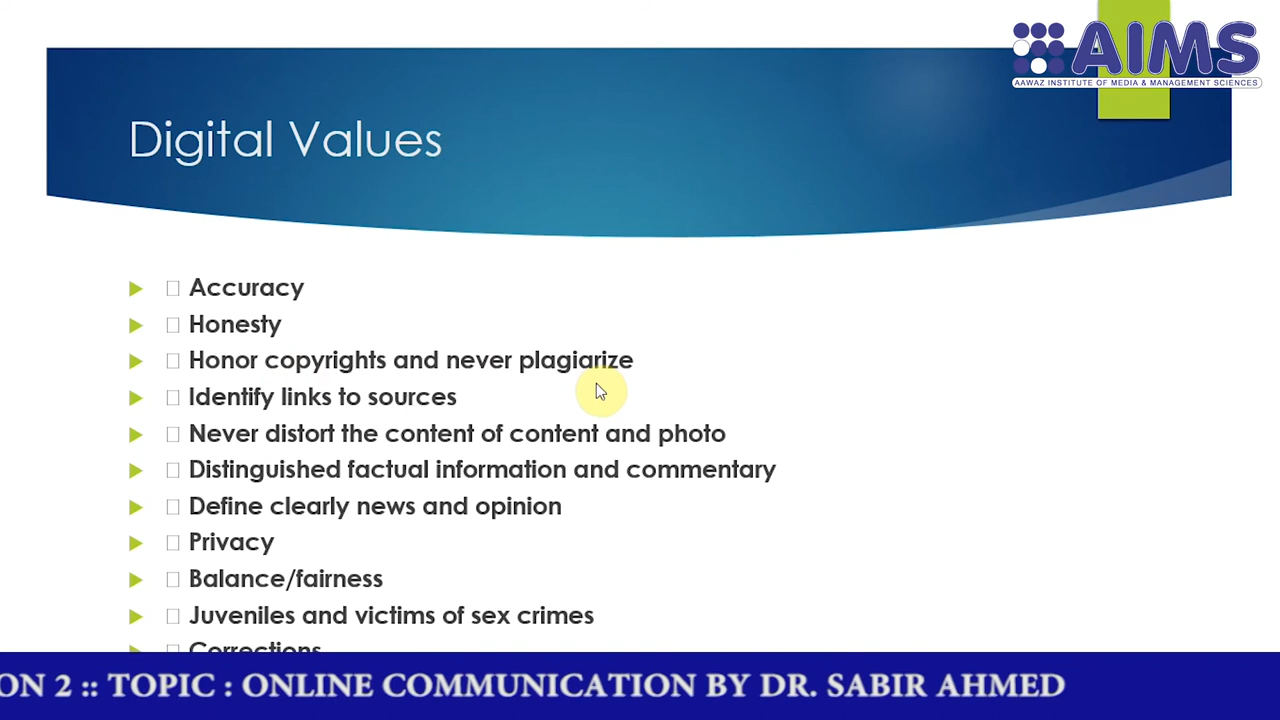 AIMS
AAWAZ INSTITUTE OF MEDIA & MANAGEMENT SCIENCES
Digital Values
Accuracy
Honesty
Honor copyrights and never plagiarize
Identify links to sources
Never distort the content of content and photo
Distinguished factual information and commentary
Define clearly news and opinion
Privacy
Balance/fairness
Juveniles and victims of sex crimes
Corrections
ON 2 :: TOPIC : ONLINE COMMUNICATION BY DR. SABIR AHMED